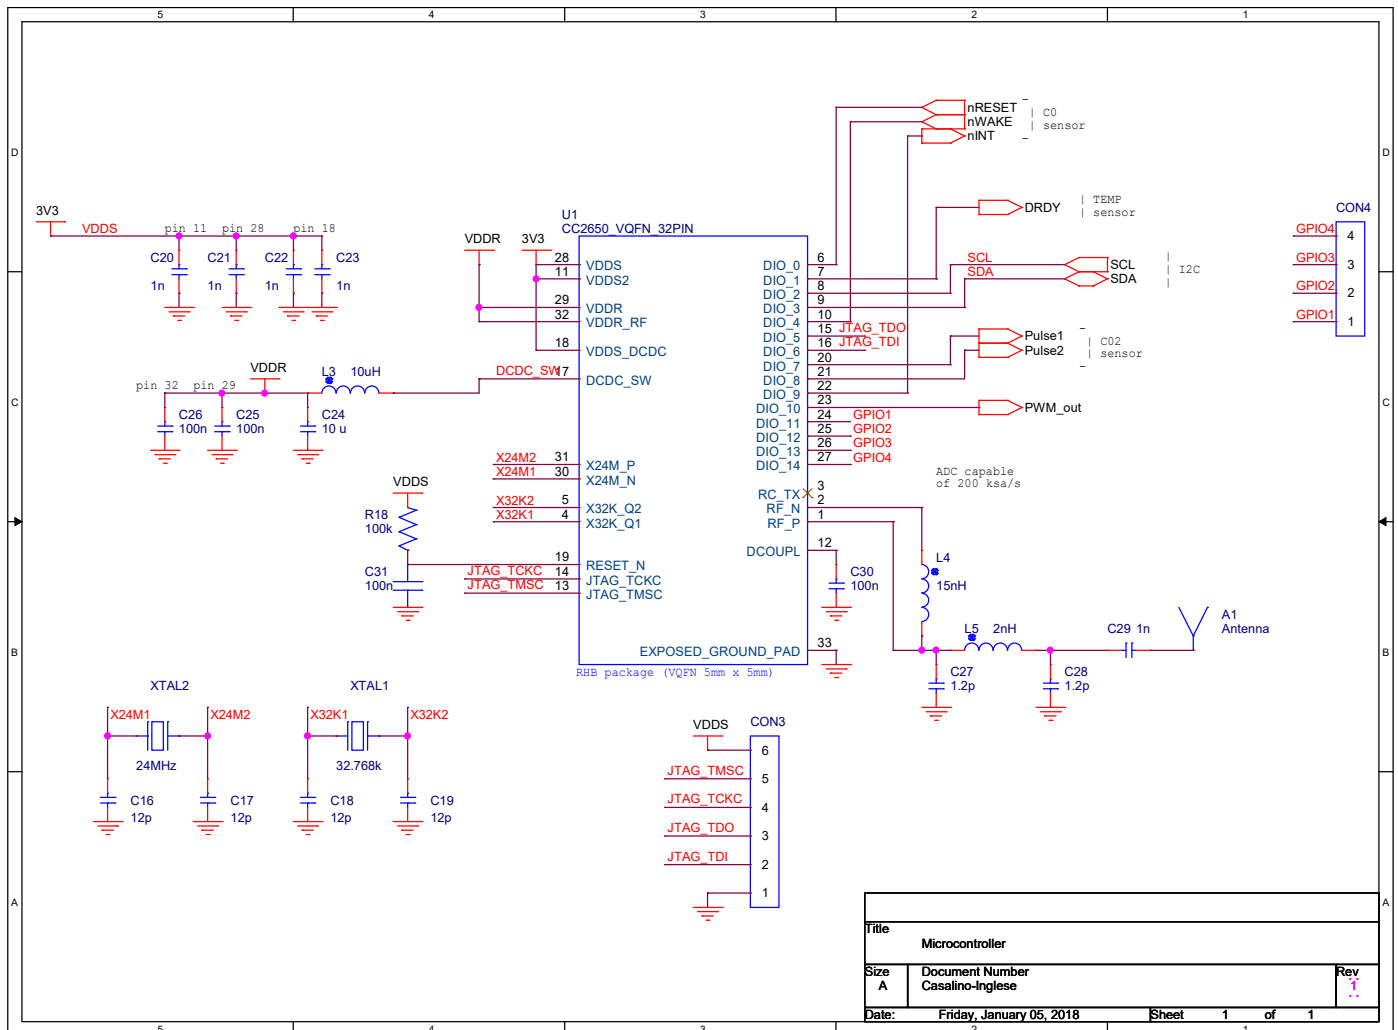 5 4 3 2 1
D D
C C
B B
A A
nRESET
nWAKE
nINT
C0
sensor
DRDY
TEMP
sensor
SCL
SDA
SCL
SDA
I2C
Pulse1
Pulse2
C02
sensor
PWM_out
CON4
GPIO4 4
GPIO3 3
GPIO2 2
GPIO1 1
3V3
VDDS
pin 11 pin 28 pin 18
C20 1n
C21 1n
C22 1n
C23 1n
VDDR 3V3
U1
CC2650_VQFN_32PIN
28 VDDS
11 VDDS2
29 VDDR
32 VDDR_RF
18 VDDS_DCDC
DCDC_SW 17 DCDC_SW
X24M2 31 X24M_P
X24M1 30 X24M_N
X32K2 5 X32K_Q2
X32K1 4 X32K_Q1
19 RESET_N
JTAG_TCKC 14 JTAG_TCKC
JTAG_TMSC 13 JTAG_TMSC
DIO_0 6
DIO_1 7
DIO_2 8
DIO_3 9
DIO_4 10
DIO_5 15 JTAG_TDO
DIO_6 16 JTAG_TDI
DIO_7 20
DIO_8 21
DIO_9 22
DIO_10 23
DIO_11 24 GPIO1
DIO_12 25 GPIO2
DIO_13 26 GPIO3
DIO_14 27 GPIO4
RC_TX 3
RF_N 2
RF_P 1
DCOUPL 12
EXPOSED_GROUND_PAD 33
RHB package (VQFN 5mm x 5mm)
ADC capable
of 200 ksa/s
pin 32 pin 29
VDDR
L3 10uH
C26 100n
C25 100n
C24 10 u
VDDS
R18 100k
C31 100n
C30 100n
L4
15nH
L5 2nH
C27 1.2p
C28 1.2p
C29 1n
A1
Antenna
XTAL2
X24M1 X24M2
24MHz
C16 12p
C17 12p
XTAL1
X32K1 X32K2
32.768k
C18 12p
C19 12p
VDDS CON3
6
JTAG_TMSC 5
JTAG_TCKC 4
JTAG_TDO 3
JTAG_TDI 2
1
Title
Microcontroller
Size Document Number Rev
A Casalino-Inglese 1
Date: Friday, January 05, 2018 Sheet 1 of 1
5 4 3 2 1